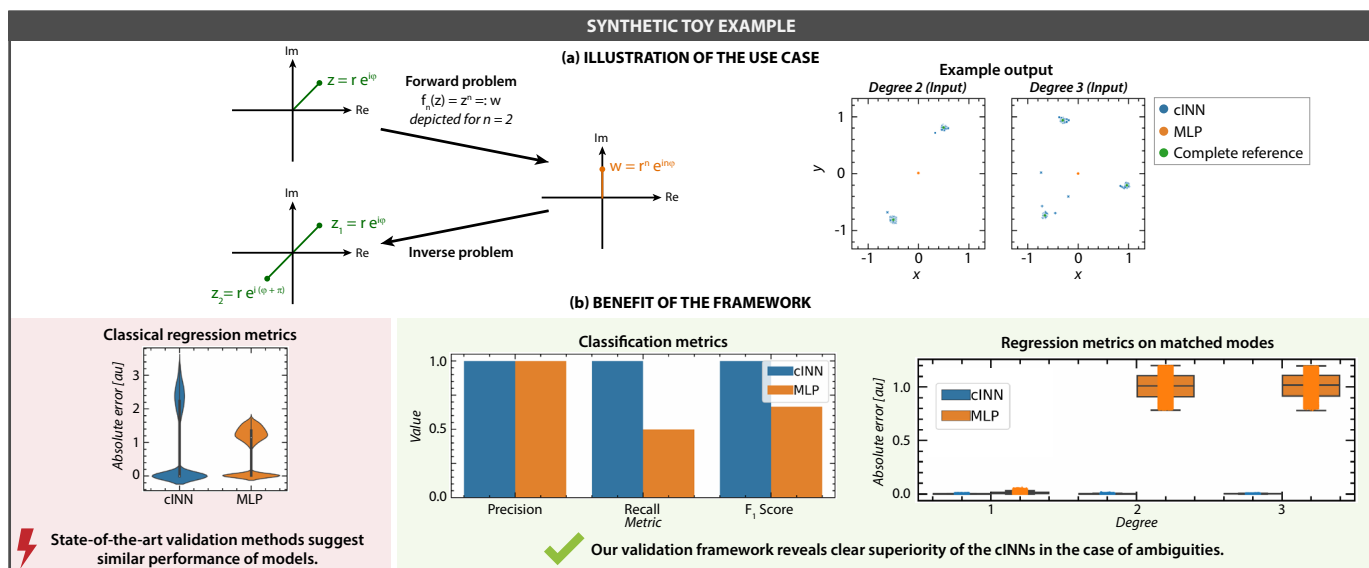 SYNTHETIC TOY EXAMPLE
(a) ILLUSTRATION OF THE USE CASE
Im
z = r e^{iφ}
Re
Forward problem
f_n(z) = z^n =: w
depicted for n = 2
Im
w = r^n e^{inφ}
Re
Im
z_1 = r e^{iφ}
Re
z_2 = r e^{i (φ + π)}
Inverse problem
Example output
Degree 2 (Input)
Degree 3 (Input)
1
0
-1
y
-1 0 1
x
-1 0 1
x
cINN
MLP
Complete reference
(b) BENEFIT OF THE FRAMEWORK
Classical regression metrics
3
2
1
0
Absolute error [au]
cINN MLP
State-of-the-art validation methods suggest
similar performance of models.
Classification metrics
1.0
0.5
0.0
Value
cINN
MLP
Precision Recall F_1 Score
Metric
Regression metrics on matched modes
1.0
0.5
0.0
Absolute error [au]
cINN
MLP
1 2 3
Degree
Our validation framework reveals clear superiority of the cINNs in the case of ambiguities.